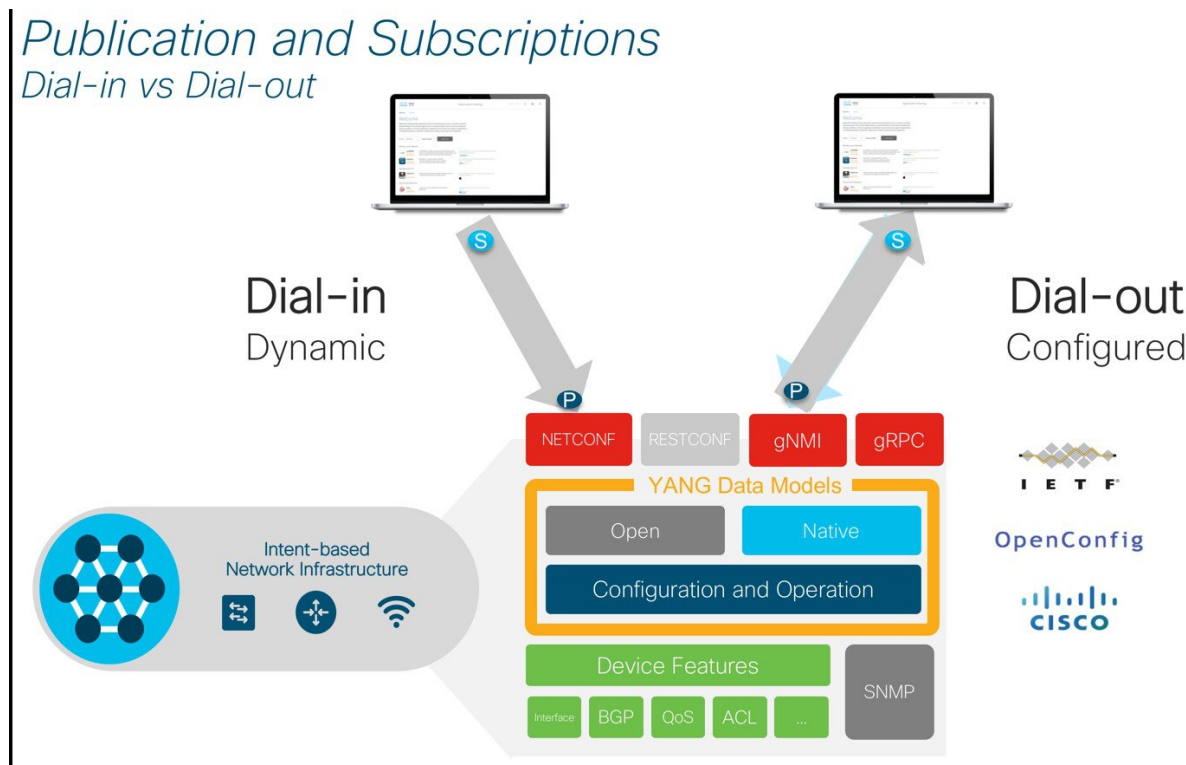 Publication and Subscriptions
Dial-in vs Dial-out
Welcome
S
S
Dial-in
Dynamic
Dial-out
Configured
P
P
NETCONF
RESTCONF
gNMI
gRPC
YANG Data Models
Open
Native
Configuration and Operation
Intent-based
Network Infrastructure
Device Features
Interface
BGP
QoS
ACL
...
SNMP
I E T F
OpenConfig
CISCO